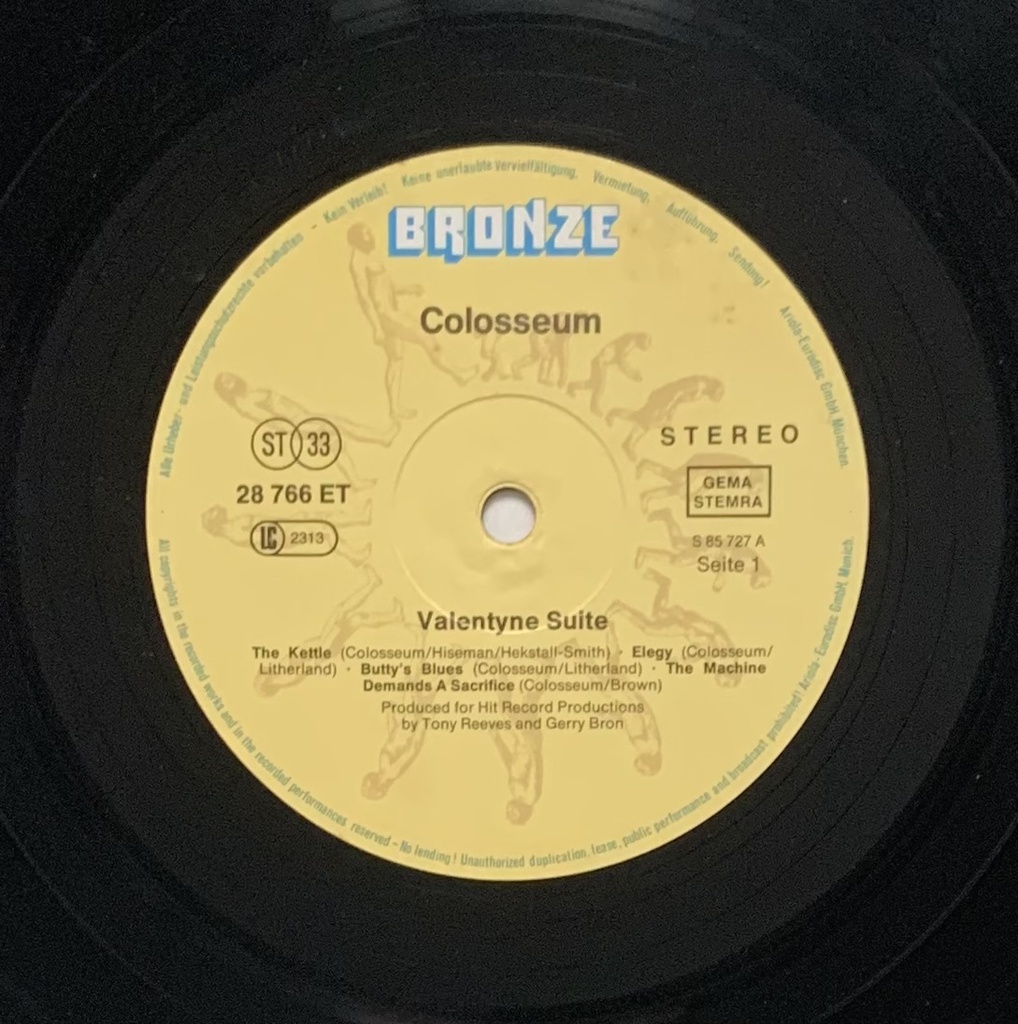 Alle Urheber- und Leistungsschutzrechte vorbehalten - Kein Verleih! Keine unerlaubte Vervielfältigung, Vermietung, Aufführung, Sendung! Ariola-Eurodisc GmbH, München.
BRONZE
Colosseum
ST 33
STEREO
28 766 ET
GEMA
STEMRA
LC 2313
S 85 727 A
Seite 1
Valentyne Suite
The Kettle (Colosseum/Hiseman/Hekstall-Smith) · Elegy (Colosseum/
Litherland) · Butty's Blues (Colosseum/Litherland) · The Machine
Demands A Sacrifice (Colosseum/Brown)
Produced for Hit Record Productions
by Tony Reeves and Gerry Bron
All copyrights in the recorded works and in the recorded performances reserved - No lending! Unauthorized duplication, lease, public performance and broadcast prohibited! Ariola - Eurodisc GmbH, Munich.